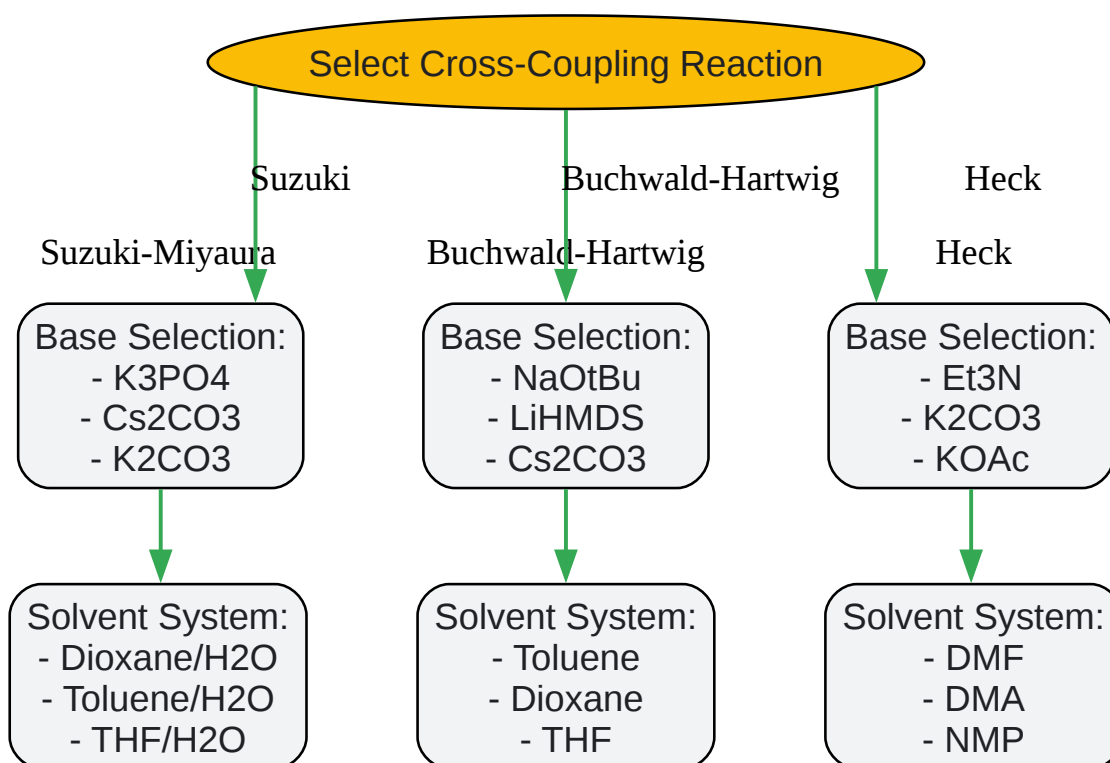 Select Cross-Coupling Reaction
Suzuki
Buchwald-Hartwig
Heck
Suzuki-Miyaura
Buchwald-Hartwig
Heck
Base Selection:
- K3PO4
- Cs2CO3
- K2CO3
Base Selection:
- NaOtBu
- LiHMDS
- Cs2CO3
Base Selection:
- Et3N
- K2CO3
- KOAc
Solvent System:
- Dioxane/H2O
- Toluene/H2O
- THF/H2O
Solvent System:
- Toluene
- Dioxane
- THF
Solvent System:
- DMF
- DMA
- NMP